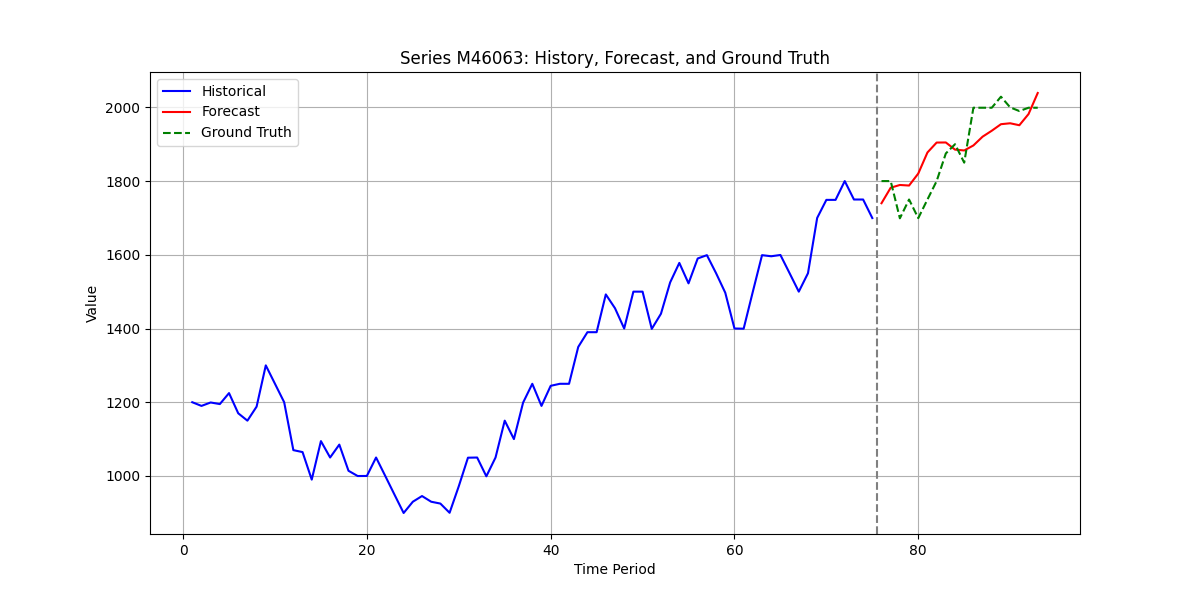 Series M46063: History, Forecast, and Ground Truth
Historical
Forecast
Ground Truth
2000
1800
1600
1400
1200
1000
Value
0 20 40 60 80
Time Period